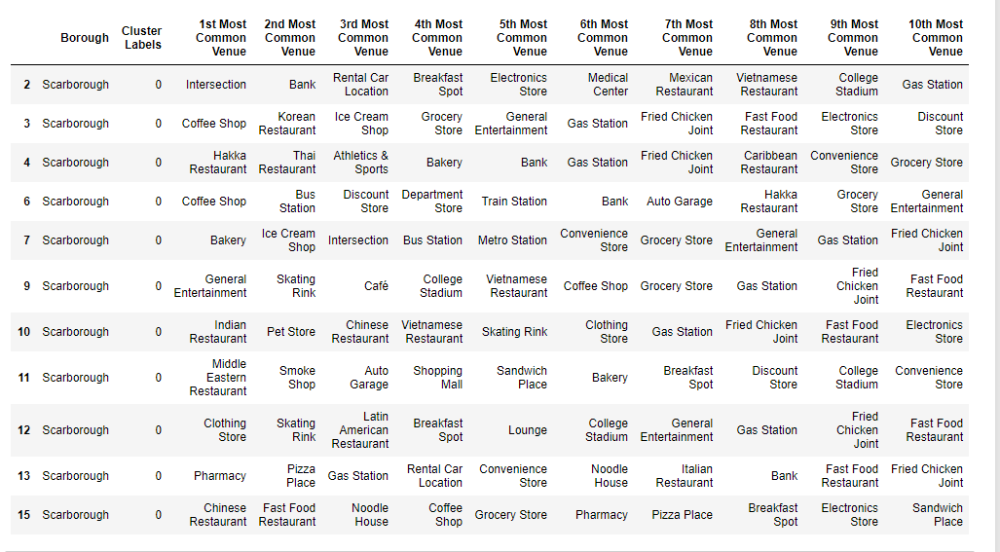 Borough Cluster Labels 1st Most Common Venue 2nd Most Common Venue 3rd Most Common Venue 4th Most Common Venue 5th Most Common Venue 6th Most Common Venue 7th Most Common Venue 8th Most Common Venue 9th Most Common Venue 10th Most Common Venue
2 Scarborough 0 Intersection Bank Rental Car Location Breakfast Spot Electronics Store Medical Center Mexican Restaurant Vietnamese Restaurant College Stadium Gas Station
3 Scarborough 0 Coffee Shop Korean Restaurant Ice Cream Shop Grocery Store General Entertainment Gas Station Fried Chicken Joint Fast Food Restaurant Electronics Store Discount Store
4 Scarborough 0 Hakka Restaurant Thai Restaurant Athletics & Sports Bakery Bank Gas Station Fried Chicken Joint Caribbean Restaurant Convenience Store Grocery Store
6 Scarborough 0 Coffee Shop Bus Station Discount Store Department Store Train Station Bank Auto Garage Hakka Restaurant Grocery Store General Entertainment
7 Scarborough 0 Bakery Ice Cream Shop Intersection Bus Station Metro Station Convenience Store Grocery Store General Entertainment Gas Station Fried Chicken Joint
9 Scarborough 0 General Entertainment Skating Rink Café College Stadium Vietnamese Restaurant Coffee Shop Grocery Store Gas Station Fried Chicken Joint Fast Food Restaurant
10 Scarborough 0 Indian Restaurant Pet Store Chinese Restaurant Vietnamese Restaurant Skating Rink Clothing Store Gas Station Fried Chicken Joint Fast Food Restaurant Electronics Store
11 Scarborough 0 Middle Eastern Restaurant Smoke Shop Auto Garage Shopping Mall Sandwich Place Bakery Breakfast Spot Discount Store College Stadium Convenience Store
12 Scarborough 0 Clothing Store Skating Rink Latin American Restaurant Breakfast Spot Lounge College Stadium General Entertainment Gas Station Fried Chicken Joint Fast Food Restaurant
13 Scarborough 0 Pharmacy Pizza Place Gas Station Rental Car Location Convenience Store Noodle House Italian Restaurant Bank Fast Food Restaurant Fried Chicken Joint
15 Scarborough 0 Chinese Restaurant Fast Food Restaurant Noodle House Coffee Shop Grocery Store Pharmacy Pizza Place Breakfast Spot Electronics Store Sandwich Place